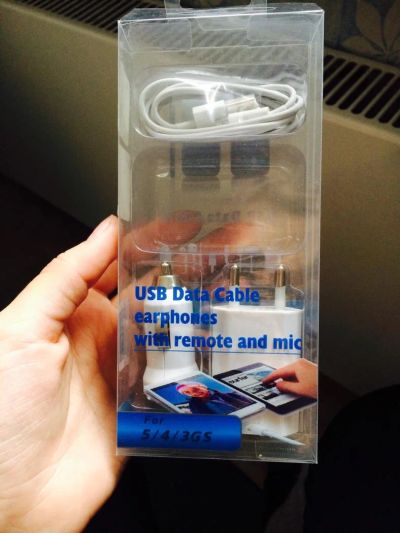 USB Data Cable
earphones
with remote and mic
For
5/4/3GS